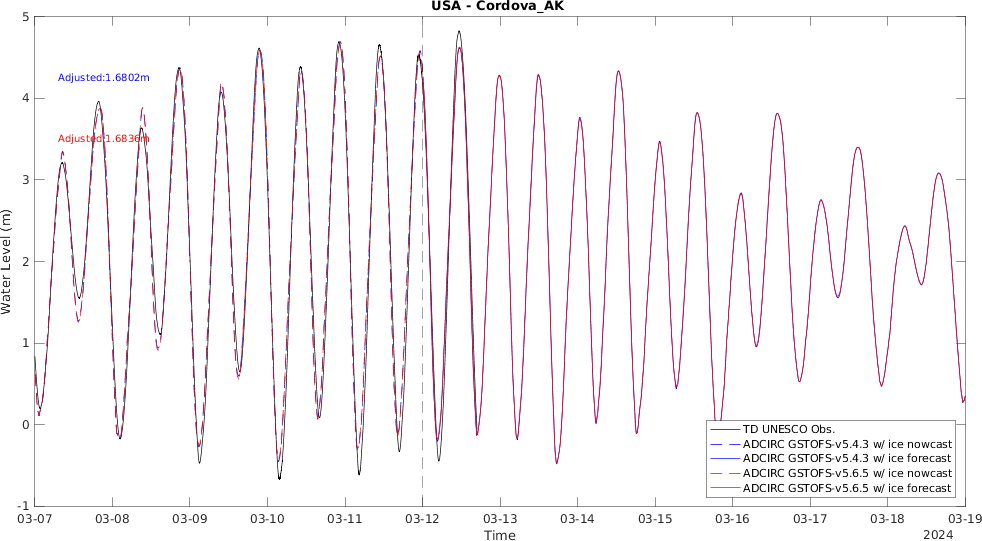 USA - Cordova_AK
5
4
3
2
1
0
-1
Water Level (m)
Adjusted:1.6802m
Adjusted:1.6836m
TD UNESCO Obs.
ADCIRC GSTOFS-v5.4.3 w/ ice nowcast
ADCIRC GSTOFS-v5.4.3 w/ ice forecast
ADCIRC GSTOFS-v5.6.5 w/ ice nowcast
ADCIRC GSTOFS-v5.6.5 w/ ice forecast
03-07 03-08 03-09 03-10 03-11 03-12 03-13 03-14 03-15 03-16 03-17 03-18 03-19
Time
2024